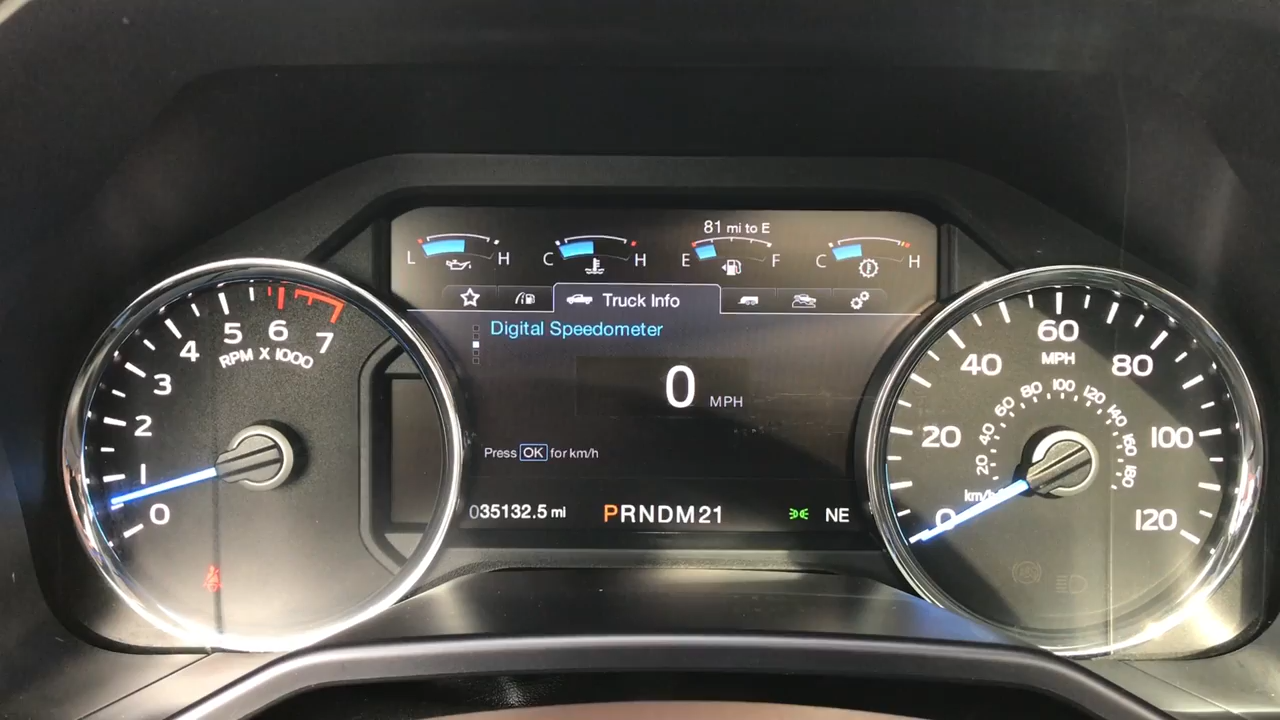 81 mi to E
L H C H E F C H
Truck Info
Digital Speedometer
0 MPH
Press OK for km/h
035132.5 mi
PRNDM21
NE
0 1 2 3 4 5 6 7
RPM X 1000
0 20 40 60 80 100 120
MPH
20 40 60 80 100 120 140 160 180
km/h